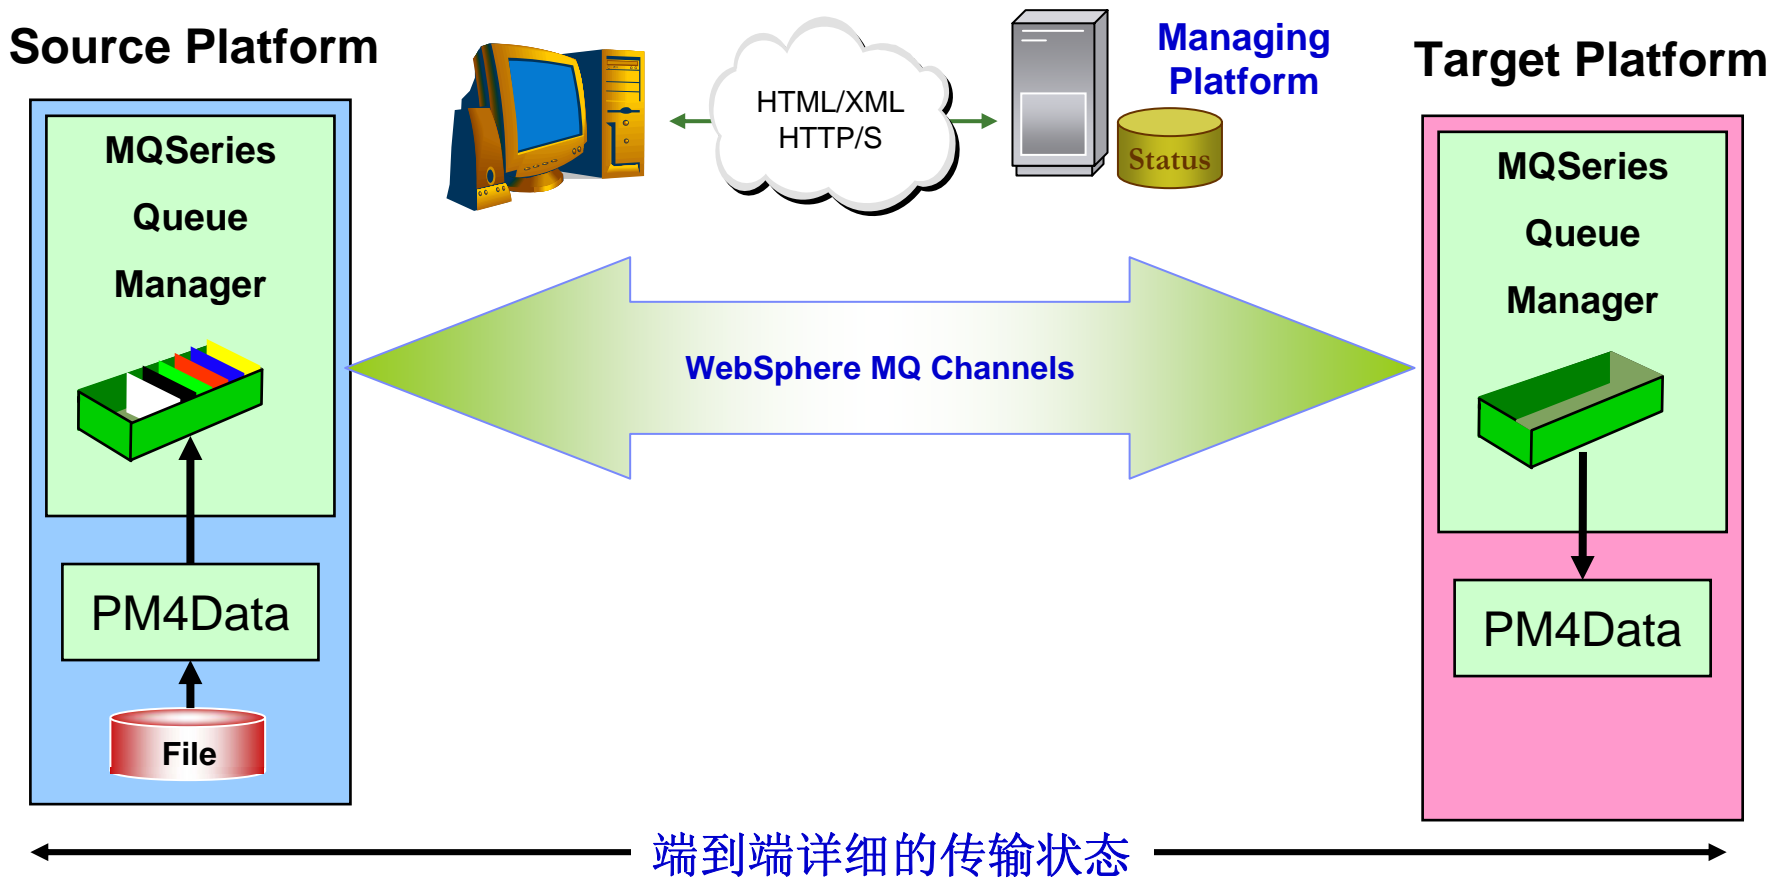 Source Platform
MQSeries
Queue
Manager
PM4Data
File
HTML/XML
HTTP/S
Managing
Platform
Status
WebSphere MQ Channels
Target Platform
MQSeries
Queue
Manager
PM4Data
端到端详细的传输状态